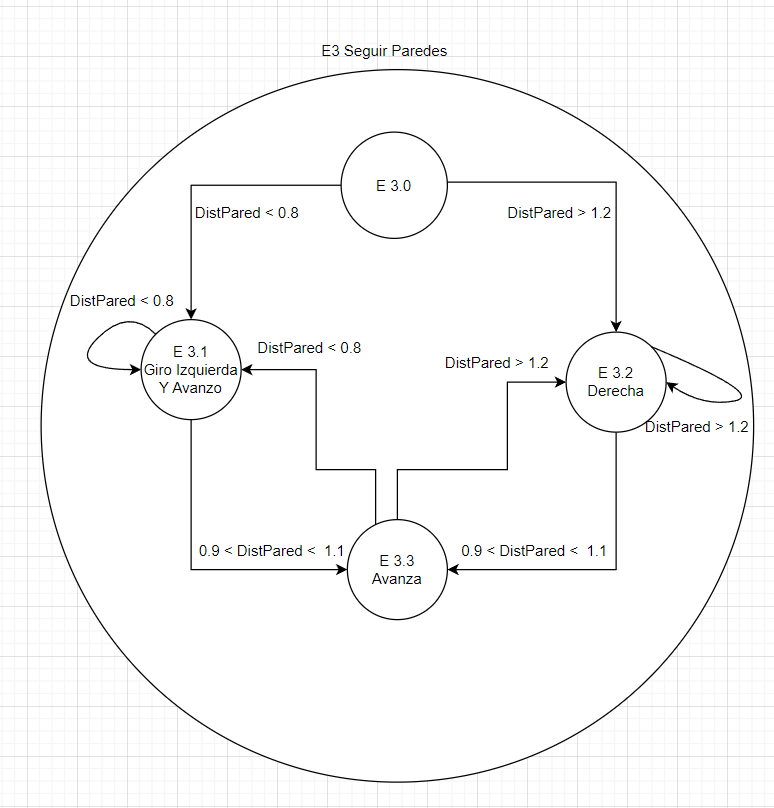 E3 Seguir Paredes
E 3.0
DistPared < 0.8
DistPared > 1.2
DistPared < 0.8
E 3.1
Giro Izquierda
Y Avanzo
DistPared < 0.8
DistPared > 1.2
E 3.2
Derecha
DistPared > 1.2
0.9 < DistPared < 1.1
0.9 < DistPared < 1.1
E 3.3
Avanza